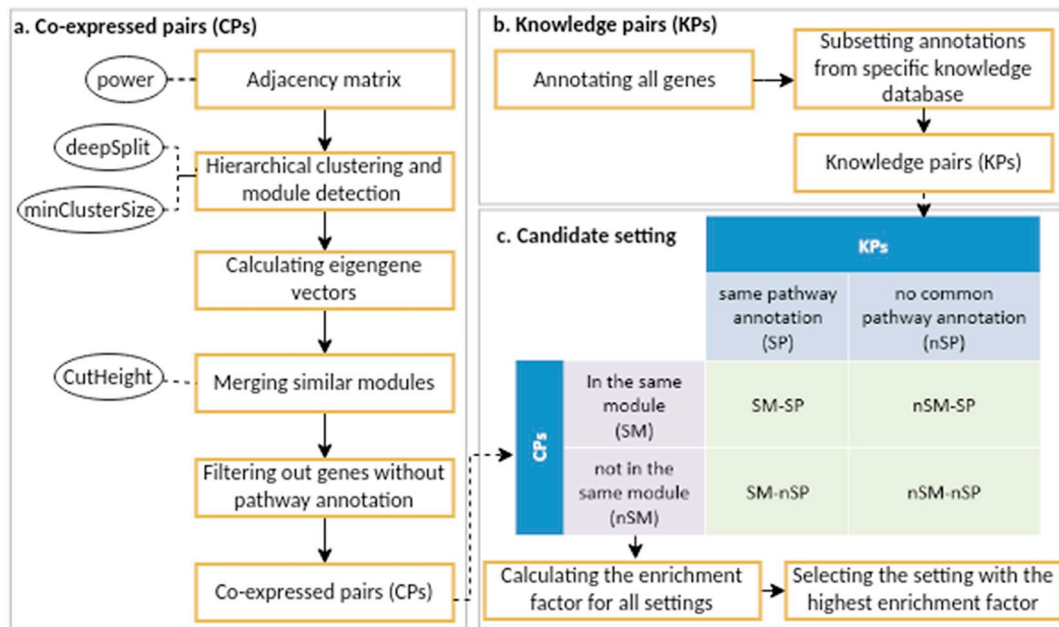 a. Co-expressed pairs (CPs)
power
Adjacency matrix
deepSplit
minClusterSize
Hierarchical clustering and
module detection
Calculating eigengene
vectors
CutHeight
Merging similar modules
Filtering out genes without
pathway annotation
Co-expressed pairs (CPs)
b. Knowledge pairs (KPs)
Annotating all genes
Subsetting annotations
from specific knowledge
database
Knowledge pairs (KPs)
c. Candidate setting
KPs
same pathway
annotation
(SP)
no common
pathway annotation
(nSP)
CPs
In the same
module
(SM)
SM-SP
nSM-SP
not in the
same module
(nSM)
SM-nSP
nSM-nSP
Calculating the enrichment
factor for all settings
Selecting the setting with the
highest enrichment factor